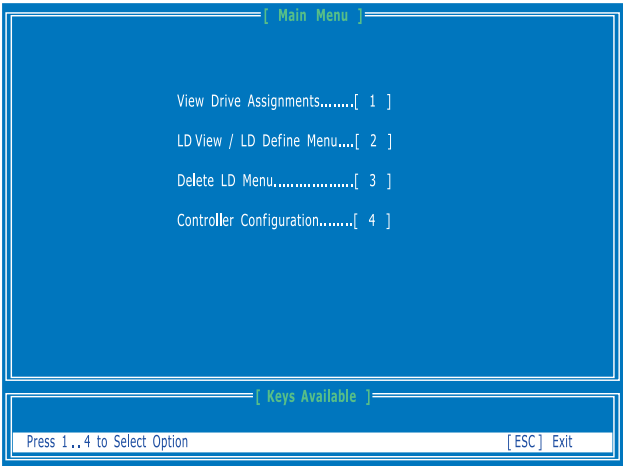 [ Main Menu ]
View Drive Assignments........[ 1 ]
LD View / LD Define Menu....[ 2 ]
Delete LD Menu...................[ 3 ]
Controller Configuration........[ 4 ]
[ Keys Available ]
Press 1..4 to Select Option [ESC] Exit